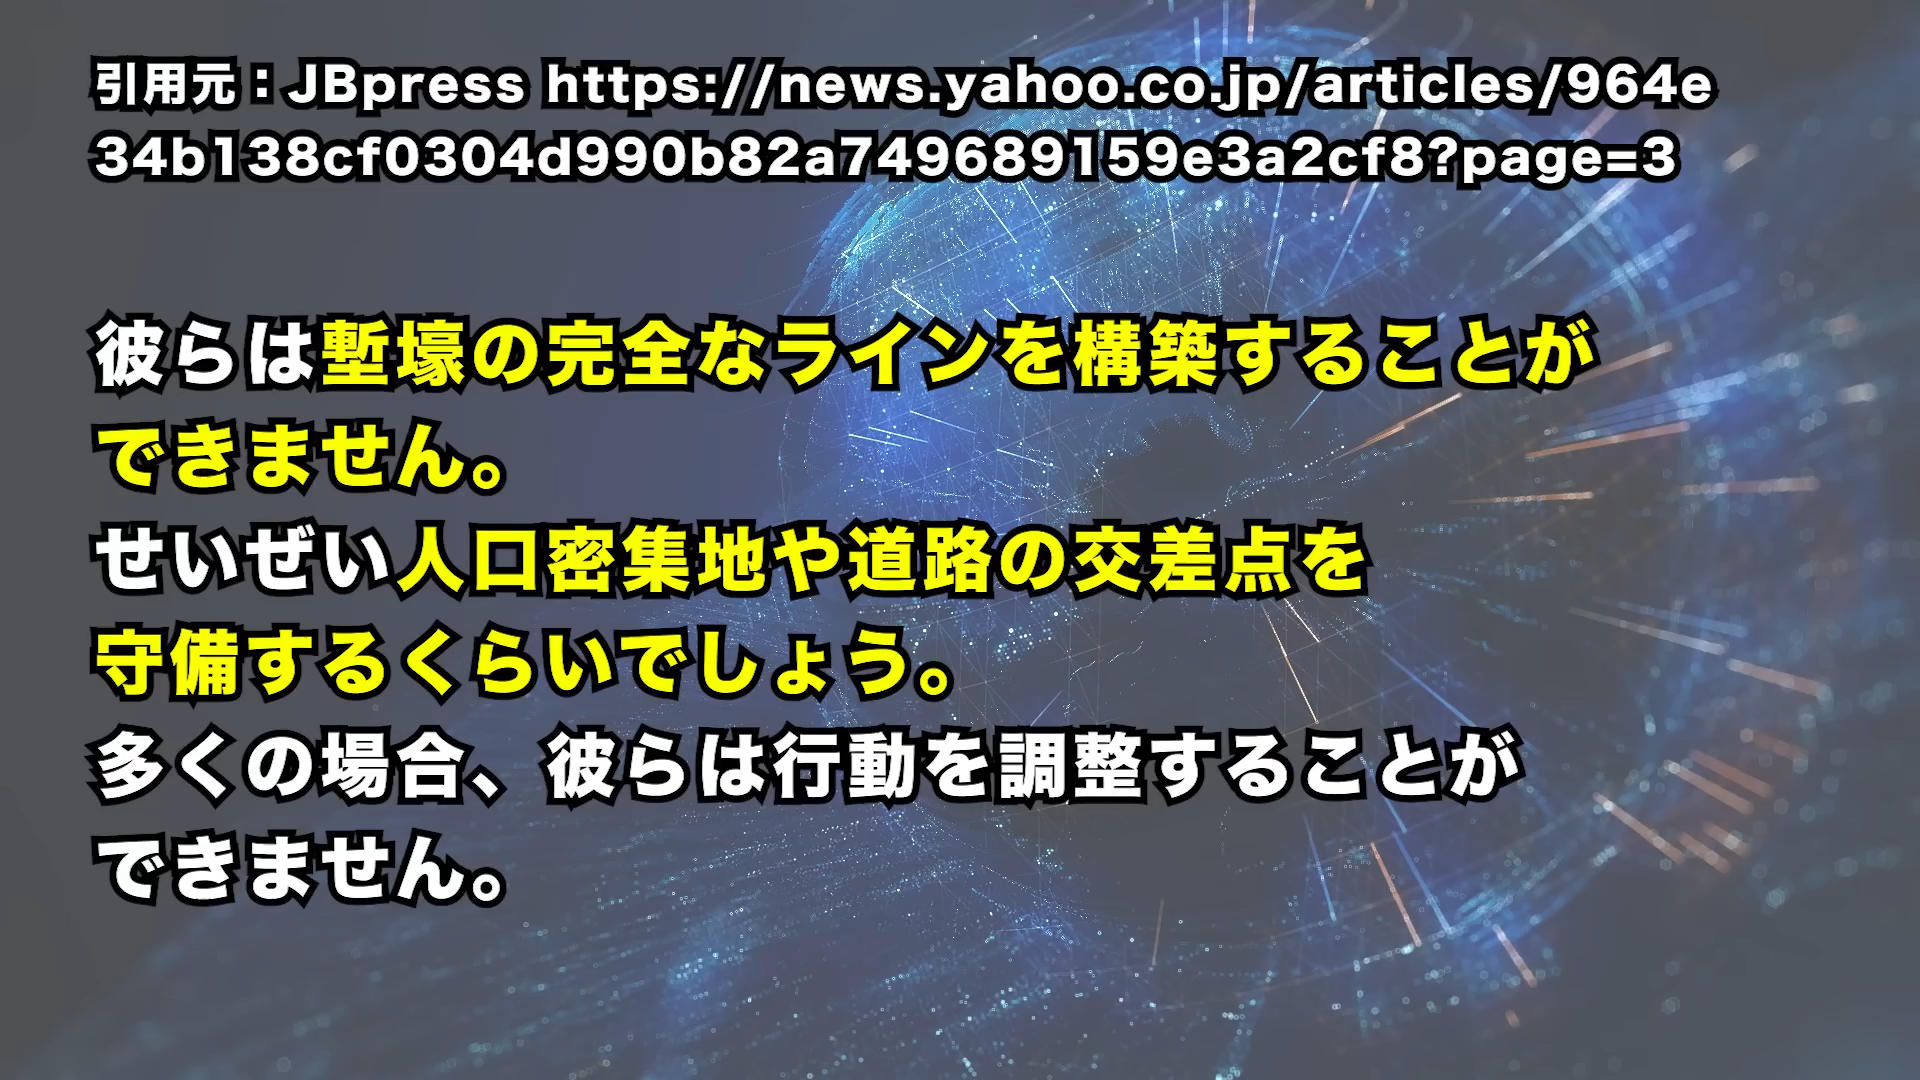 引用元：JBpress https://news.yahoo.co.jp/articles/964e
34b138cf0304d990b82a749689159e3a2cf8?page=3
彼らは塹壕の完全なラインを構築することが
できません。
せいぜい人口密集地や道路の交差点を
守備するくらいでしょう。
多くの場合、彼らは行動を調整することが
できません。